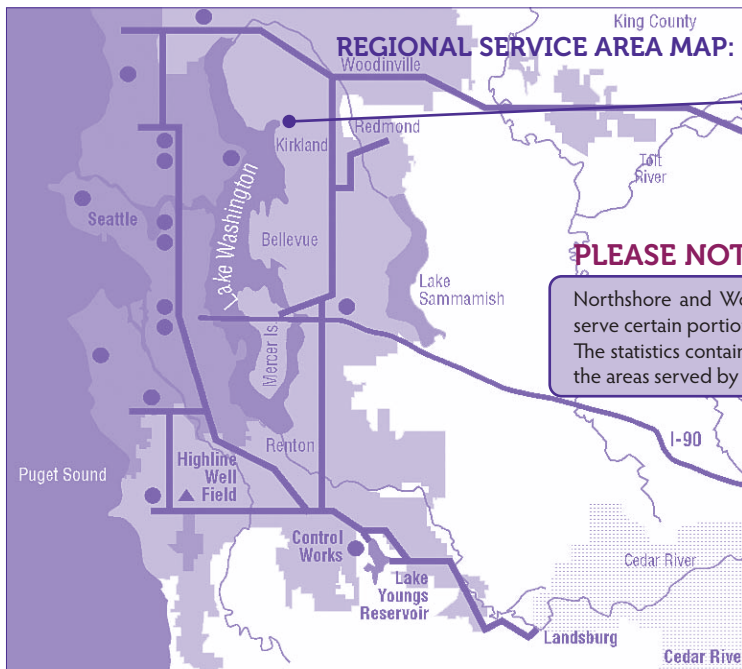 King County
REGIONAL SERVICE AREA MAP:
Woodinville
Redmond
Kirkland
Tolt
River
Lake Washington
Seattle
Bellevue
PLEASE NOT
Lake
Sammamish
Northshore and Wo
serve certain portio
The statistics contain
the areas served by
Mercer Is.
I-90
Renton
Puget Sound
Highline
Well
Field
Control
Works
Cedar River
Lake
Youngs
Reservoir
Landsburg
Cedar Rive